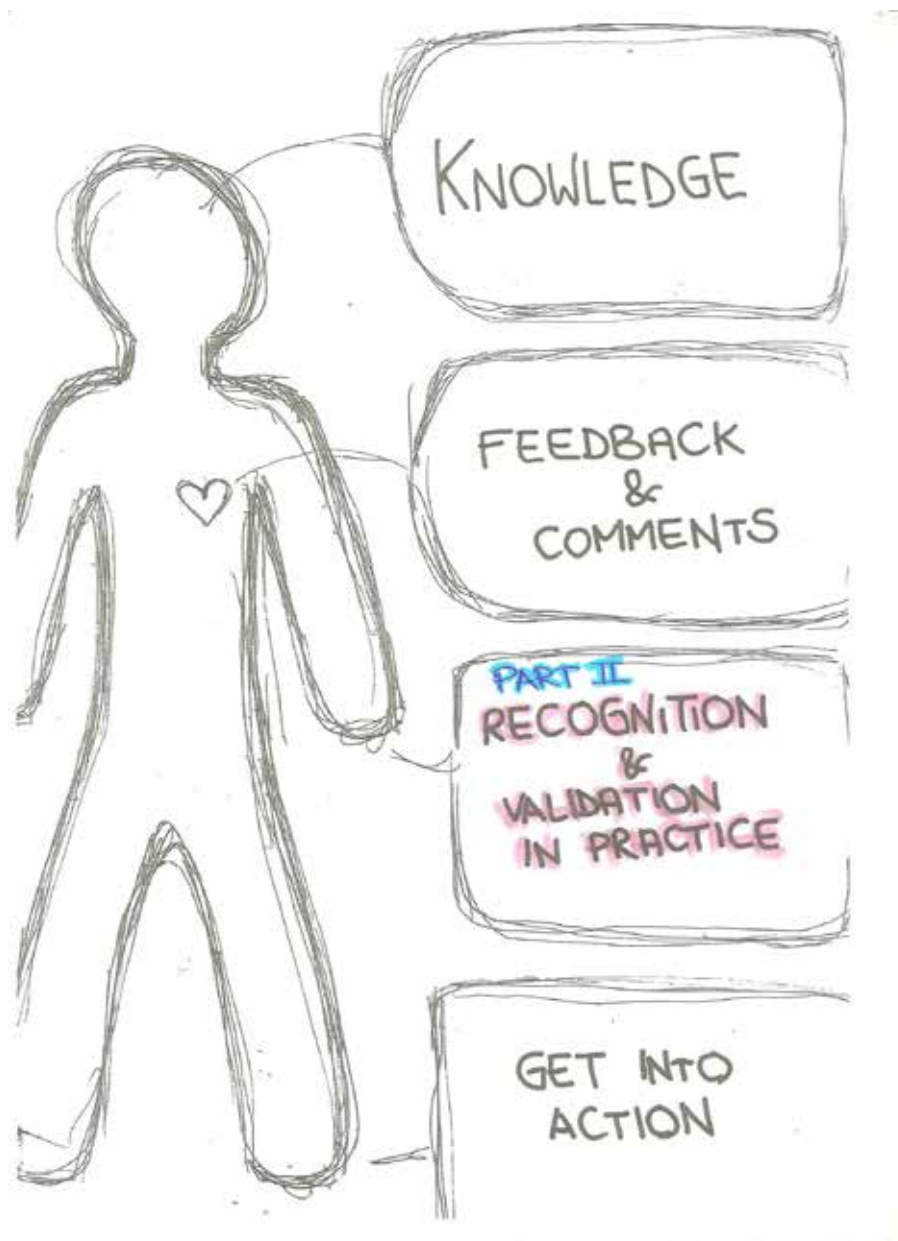 KNOWLEDGE
FEEDBACK
&
COMMENTS
PART II
RECOGNITION
&
VALIDATION
IN PRACTICE
GET INTO
ACTION